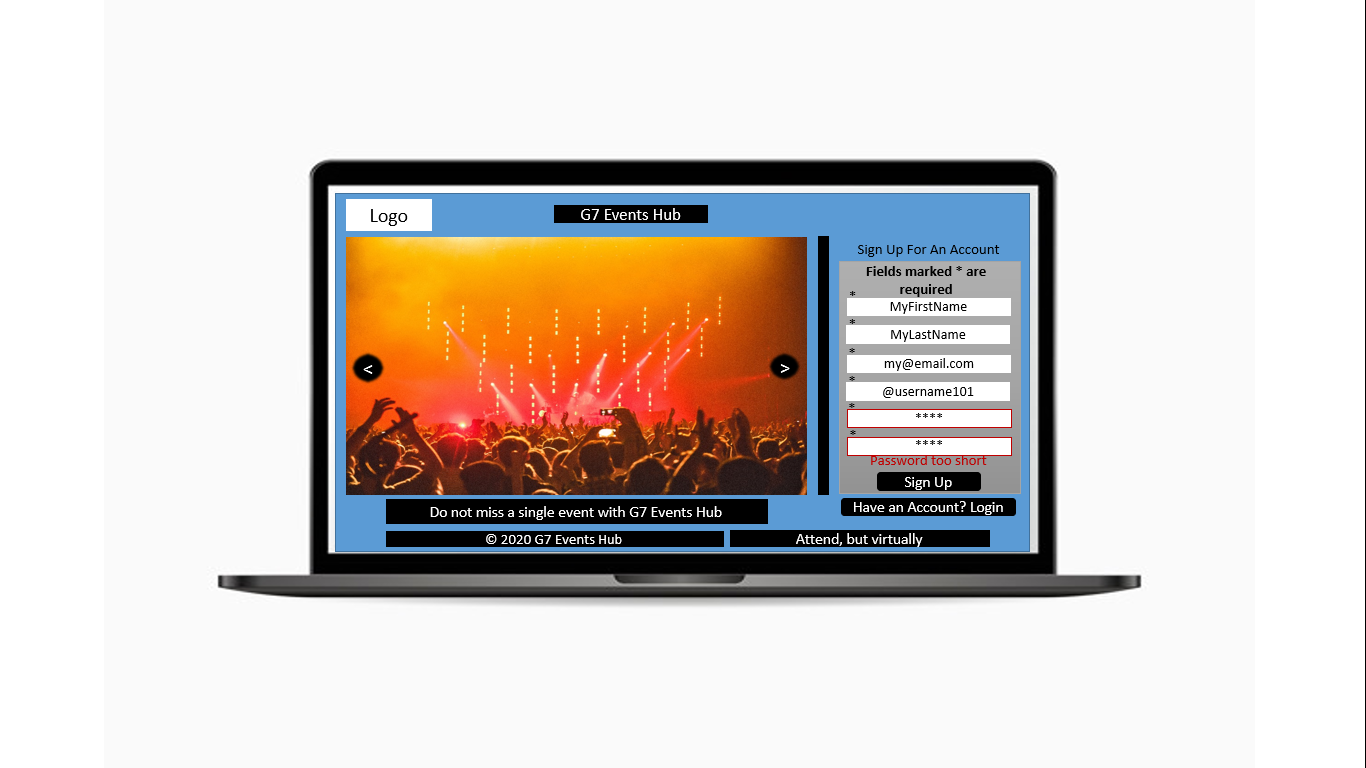 Logo
G7 Events Hub
<
>
Sign Up For An Account
Fields marked * are
required
*
MyFirstName
*
MyLastName
*
my@email.com
*
@username101
*
****
*
****
Password too short
Sign Up
Have an Account? Login
Do not miss a single event with G7 Events Hub
© 2020 G7 Events Hub
Attend, but virtually